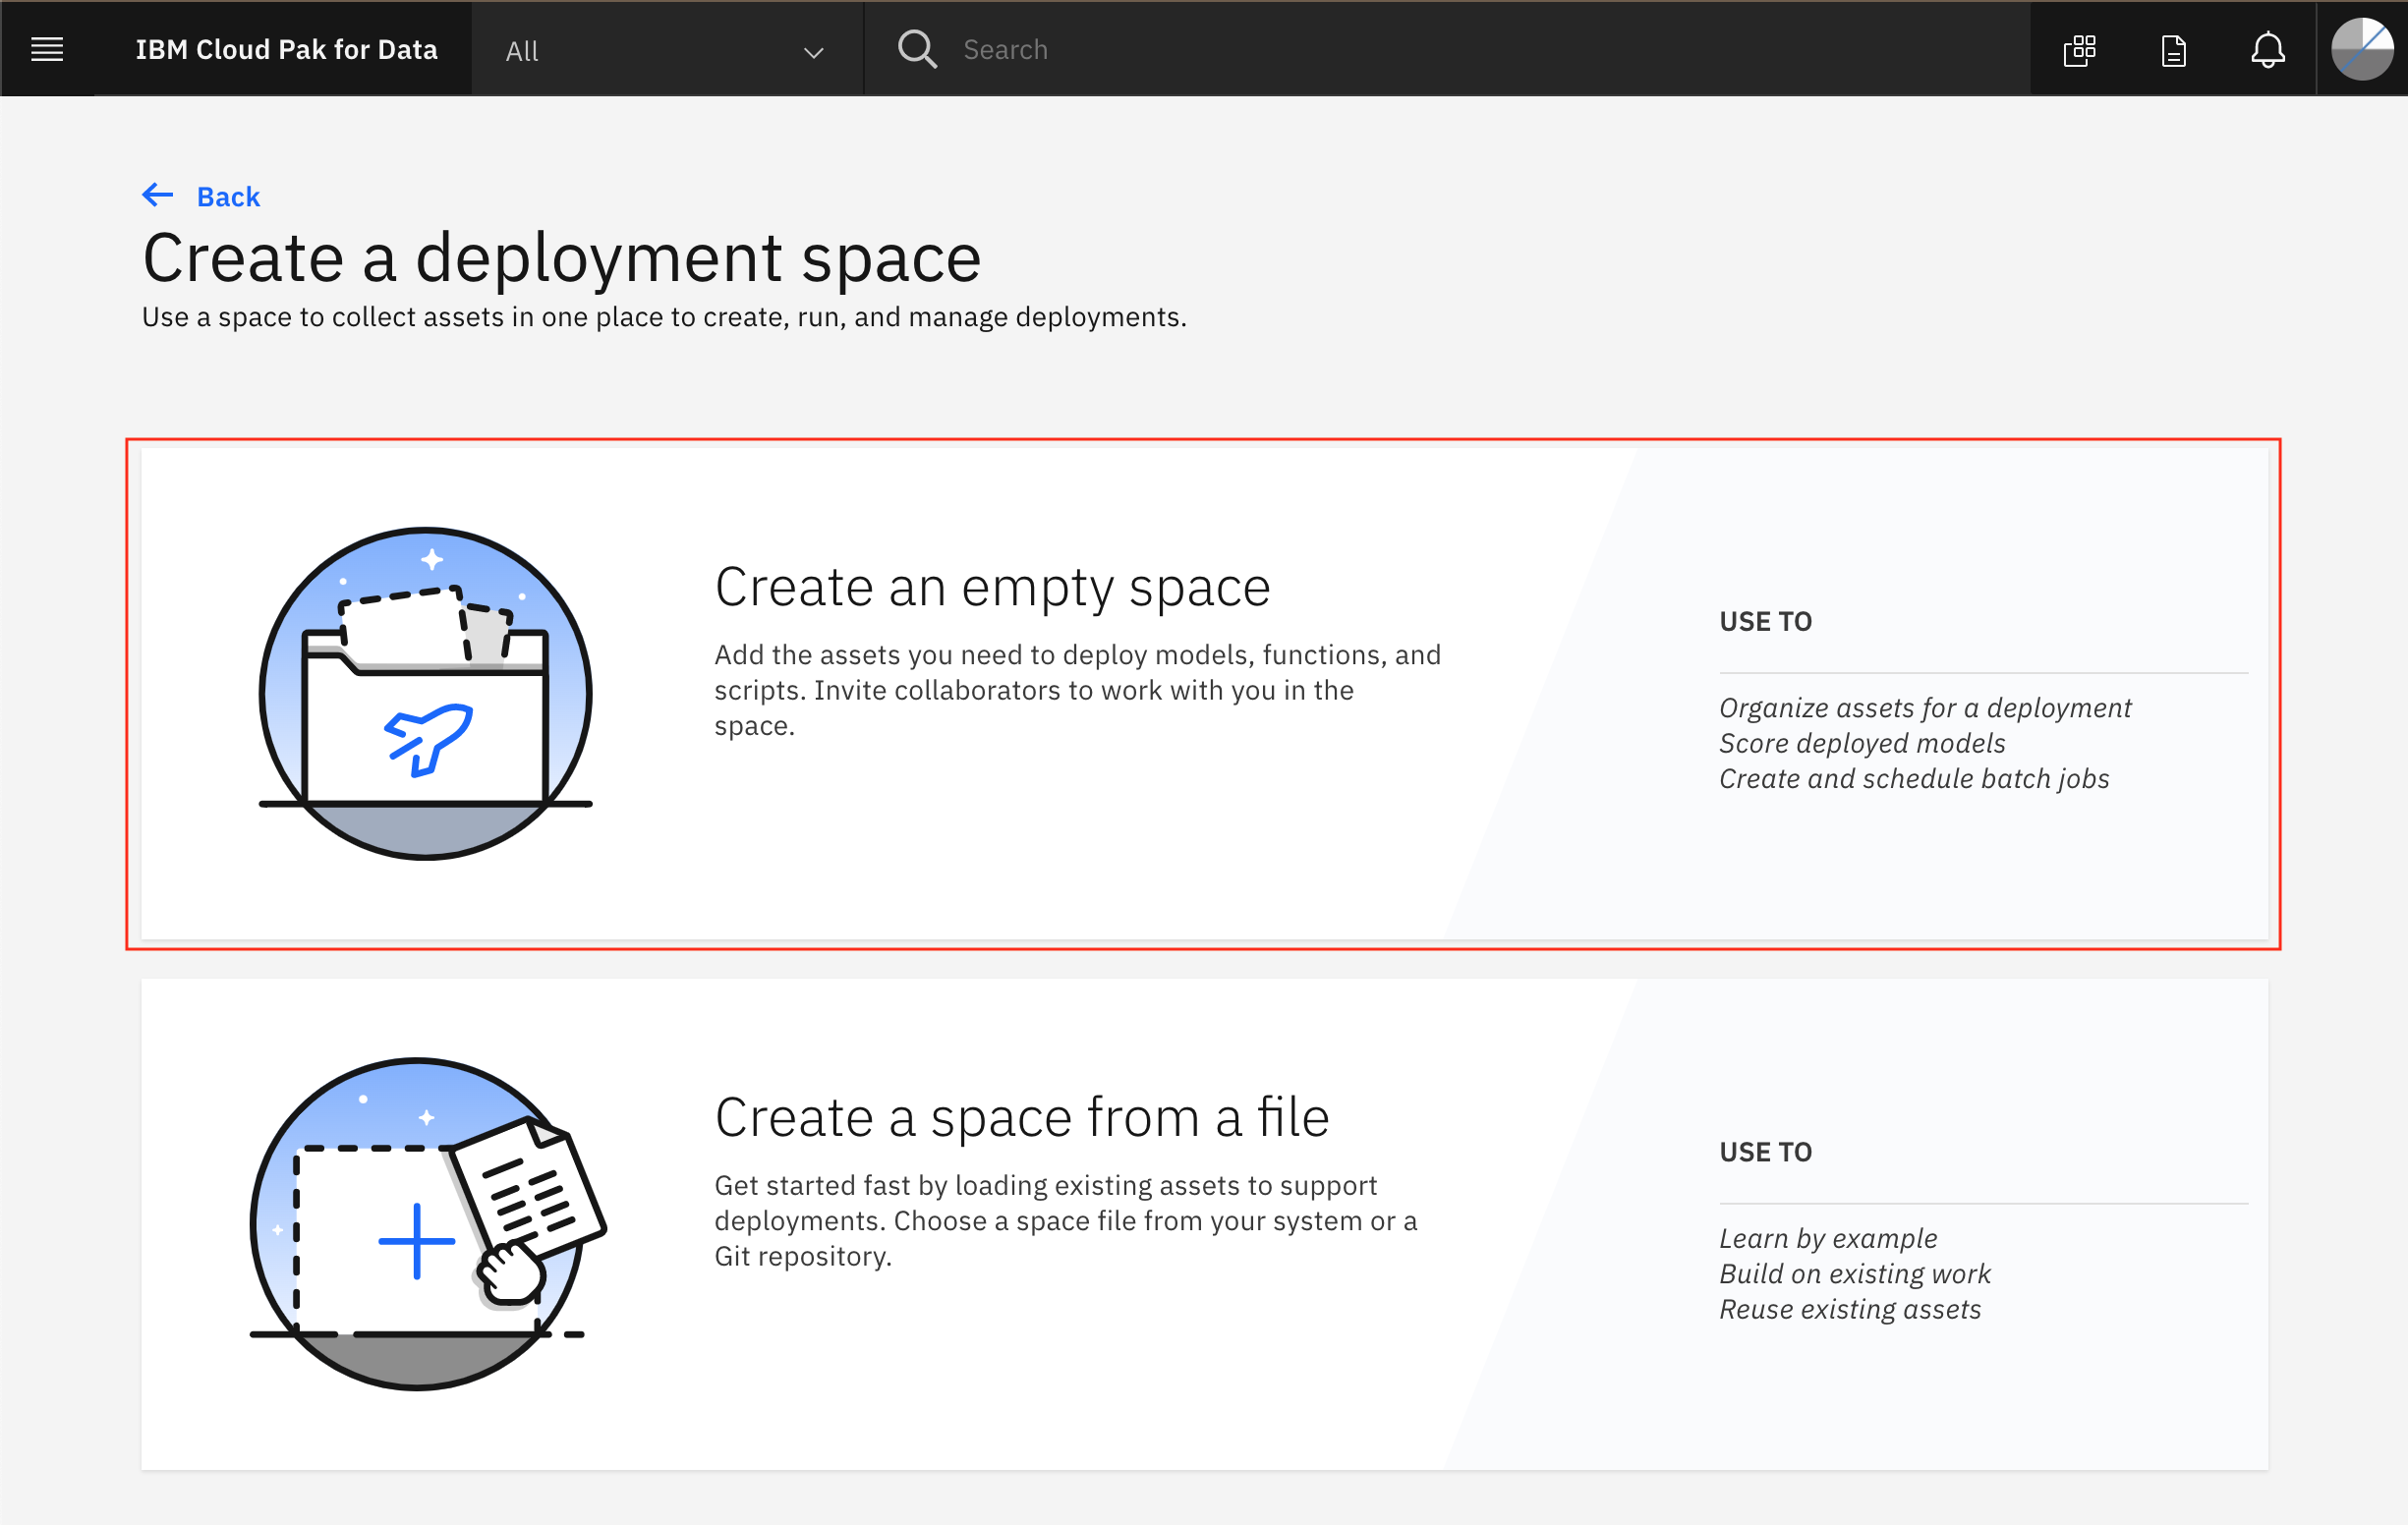 IBM Cloud Pak for Data
All
Search
Back
Create a deployment space
Use a space to collect assets in one place to create, run, and manage deployments.
Create an empty space
Add the assets you need to deploy models, functions, and
scripts. Invite collaborators to work with you in the
space.
USE TO
Organize assets for a deployment
Score deployed models
Create and schedule batch jobs
Create a space from a file
Get started fast by loading existing assets to support
deployments. Choose a space file from your system or a
Git repository.
USE TO
Learn by example
Build on existing work
Reuse existing assets